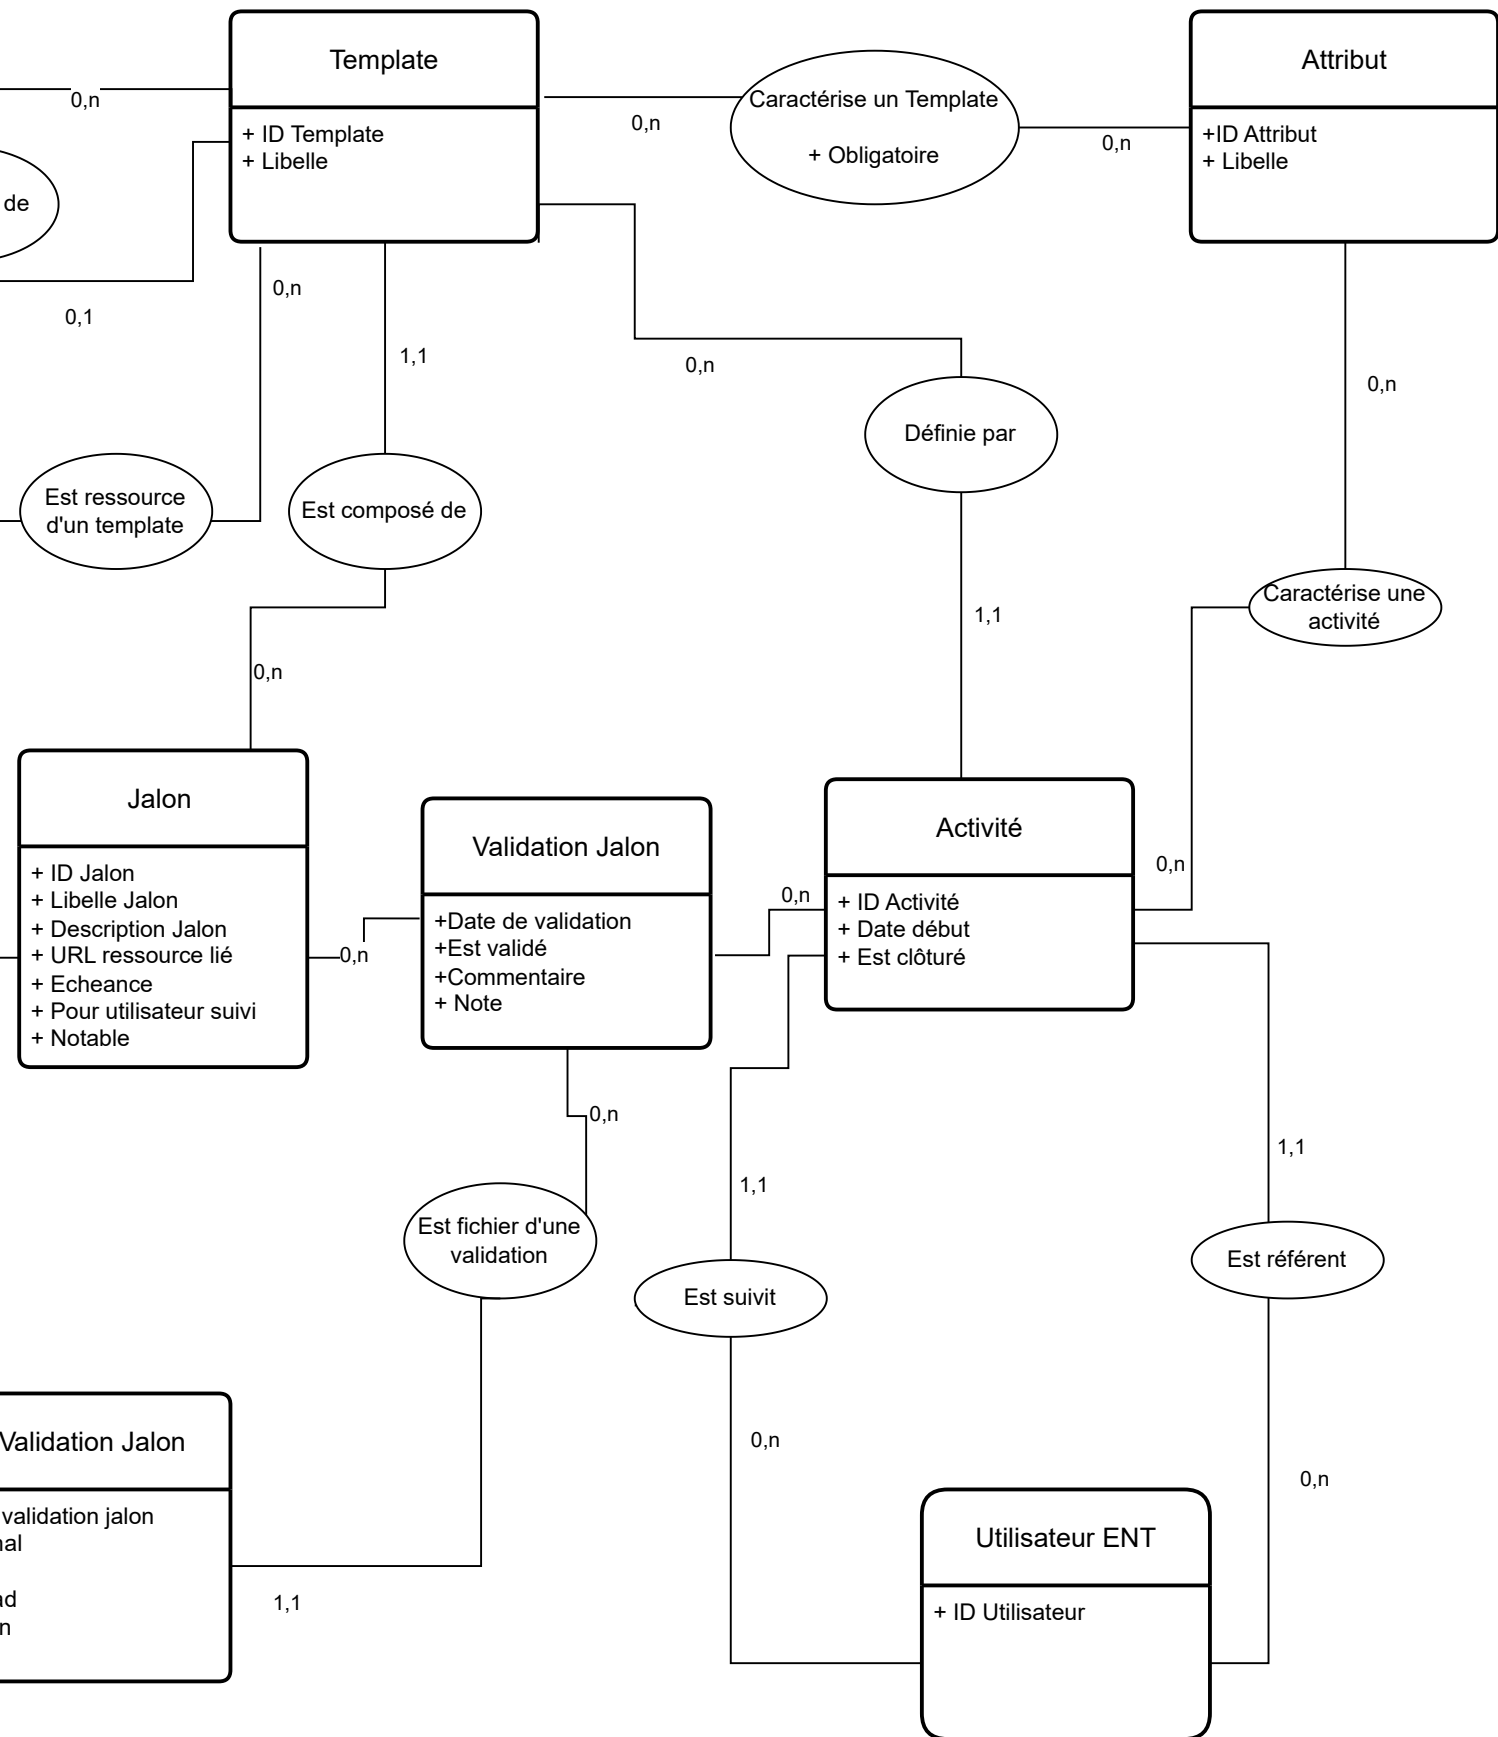 Template
Attribut
0,n
+ ID Template
+ Libelle
0,n
Caractérise un Template
+ Obligatoire
0,n
+ID Attribut
+ Libelle
de
0,n
0,1
1,1
0,n
0,n
Définie par
Est ressource
d'un template
Est composé de
1,1
Caractérise une
activité
0,n
Jalon
+ ID Jalon
+ Libelle Jalon
+ Description Jalon
+ URL ressource lié
+ Echeance
+ Pour utilisateur suivi
+ Notable
0,n
Validation Jalon
+Date de validation
+Est validé
+Commentaire
+ Note
0,n
Activité
+ ID Activité
+ Date début
+ Est clôturé
0,n
0,n
1,1
1,1
Est fichier d'une
validation
Est suivit
Est référent
0,n
0,n
Validation Jalon
validation jalon
1,1
Utilisateur ENT
+ ID Utilisateur